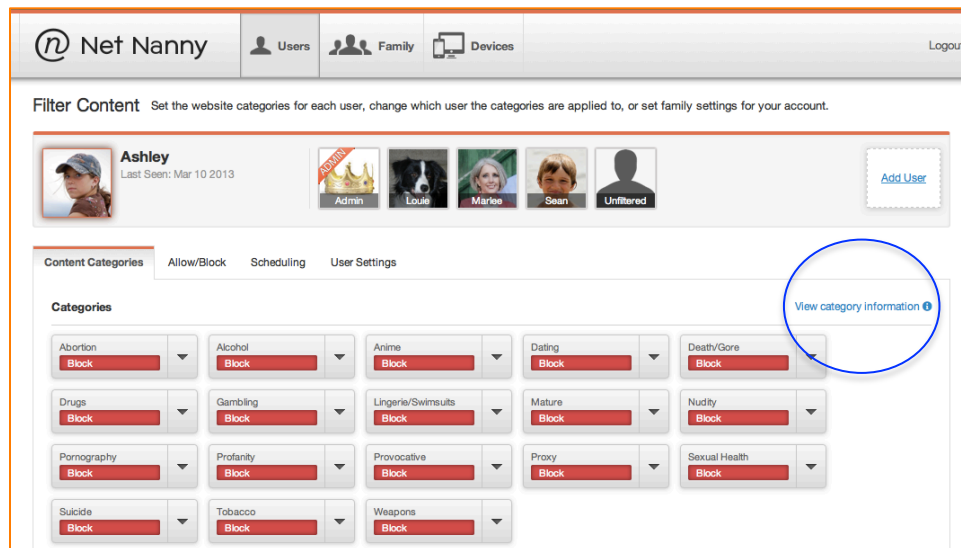 n Net Nanny
Users
Family
Devices
Logout
Filter Content Set the website categories for each user, change which user the categories are applied to, or set family settings for your account.
Ashley
Last Seen: Mar 10 2013
ADMIN
Admin
Louie
Marlee
Sean
Unfiltered
Add User
Content Categories Allow/Block Scheduling User Settings
Categories
View category information i
Abortion Alcohol Anime Dating Death/Gore
Block Block Block Block Block
Drugs Gambling Lingerie/Swimsuits Mature Nudity
Block Block Block Block Block
Pornography Profanity Provocative Proxy Sexual Health
Block Block Block Block Block
Suicide Tobacco Weapons
Block Block Block